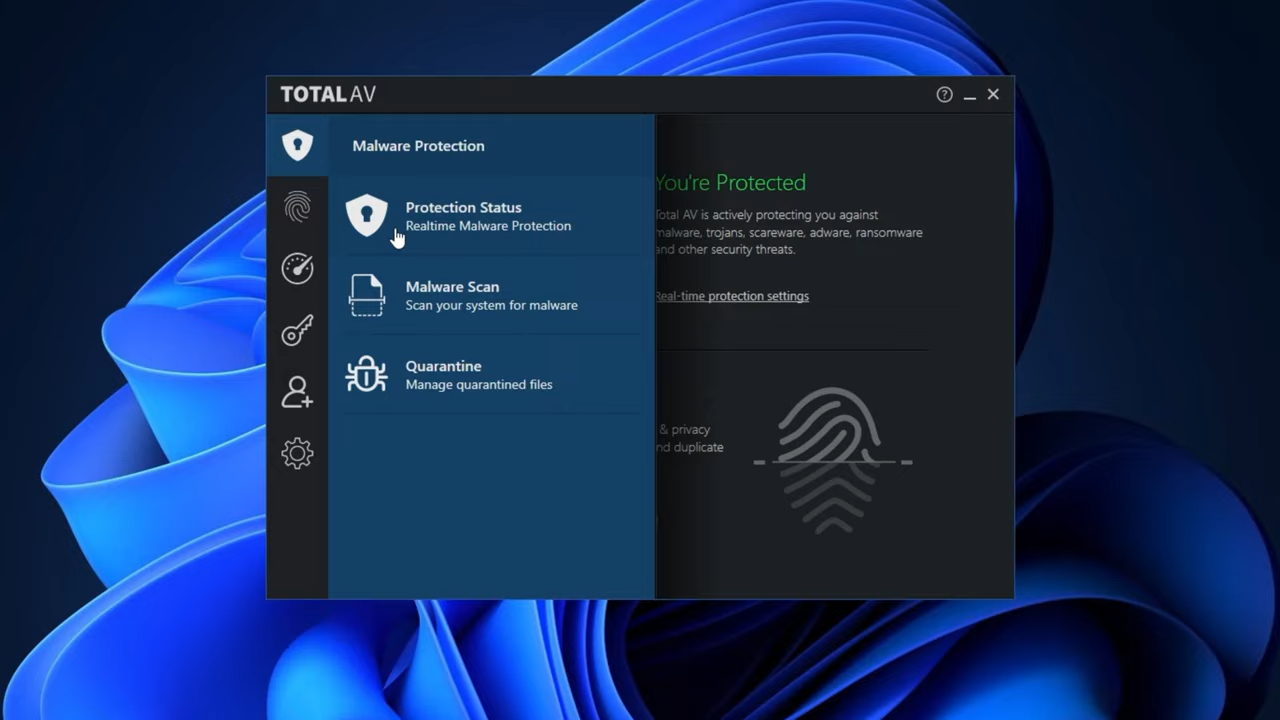 TOTALAV
Malware Protection
Protection Status
Realtime Malware Protection
Malware Scan
Scan your system for malware
Quarantine
Manage quarantined files
You're Protected
Total AV is actively protecting you against
malware, trojans, scareware, adware, ransomware
and other security threats.
Real-time protection settings
& privacy
nd duplicate